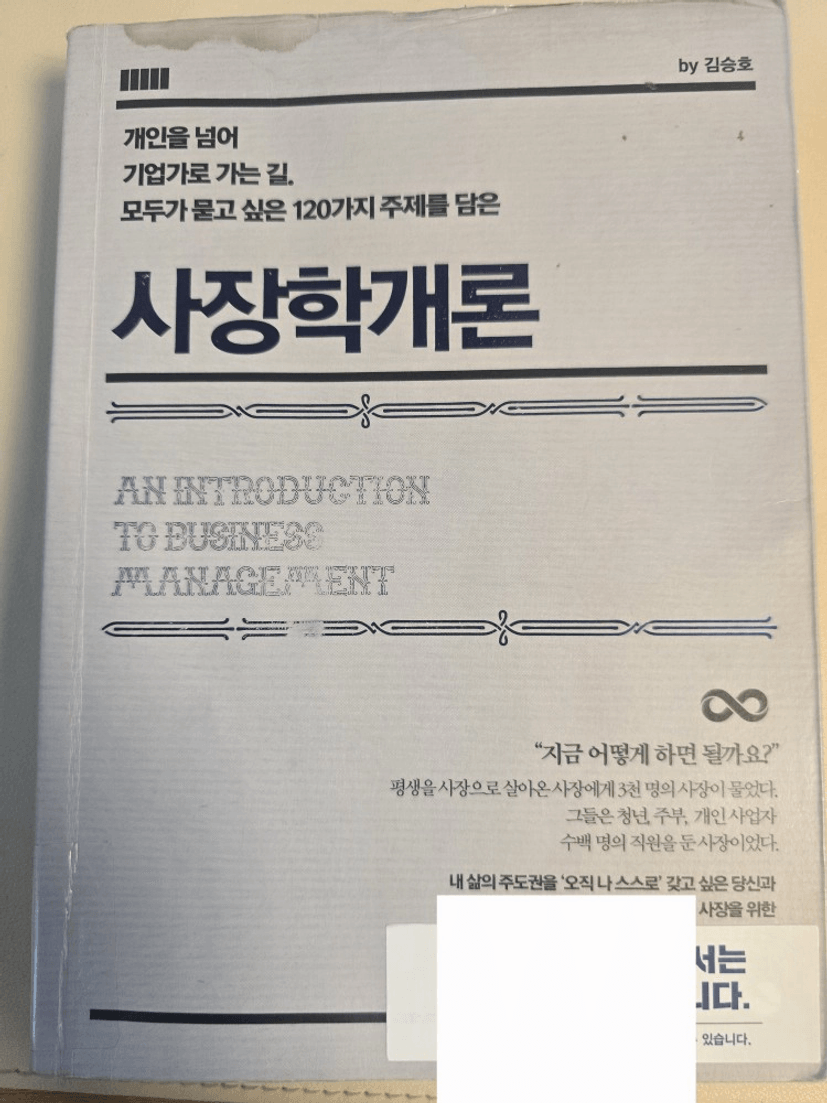 by 김승호
개인을 넘어
기업가로 가는 길.
모두가 묻고 싶은 120가지 주제를 담은
사장학개론
AN INTRODUCTION
TO BUSINESS
MANAGEMENT
“지금 어떻게 하면 될까요?”
평생을 사장으로 살아온 사장에게 3천 명의 사장이 물었다.
그들은 청년, 주부, 개인 사업자
수백 명의 직원을 둔 사장이었다.
내 삶의 주도권을 ‘오직 나 스스로’ 갖고 싶은 당신과
사장을 위한
서는
니다.
있습니다.